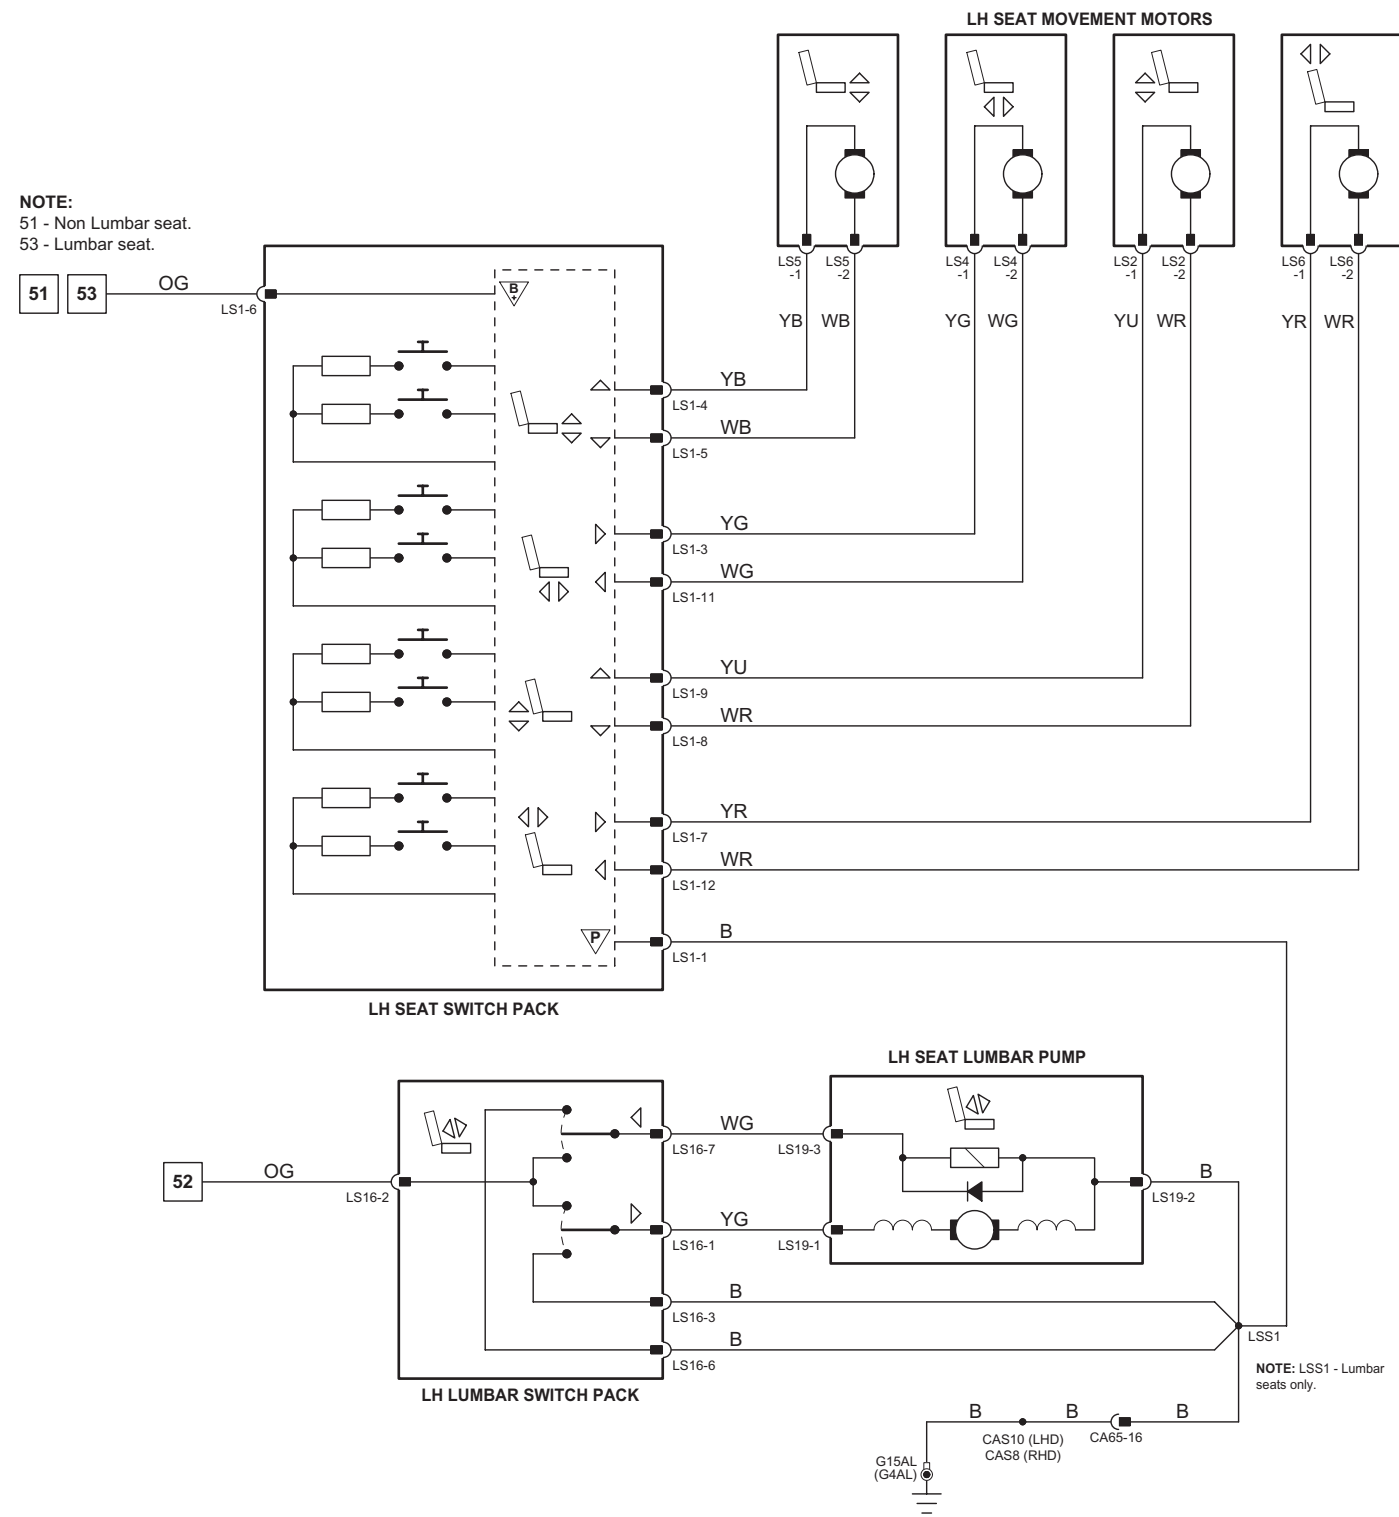 LH SEAT MOVEMENT MOTORS
NOTE:
51 - Non Lumbar seat.
53 - Lumbar seat.
51 53 OG
LS1-6
B
+
LS5 LS5 LS4 LS4 LS2 LS2 LS6 LS6
-1 -2 -1 -2 -1 -2 -1 -2
YB WB YG WG YU WR YR WR
YB
LS1-4
WB
LS1-5
YG
LS1-3
WG
LS1-11
YU
LS1-9
WR
LS1-8
YR
LS1-7
WR
LS1-12
P
B
LS1-1
LH SEAT SWITCH PACK
LH SEAT LUMBAR PUMP
WG
LS16-7 LS19-3
52 OG
LS16-2
B
LS19-2
YG
LS16-1 LS19-1
B
LS16-3
B
LS16-6
LSS1
NOTE: LSS1 - Lumbar
seats only.
LH LUMBAR SWITCH PACK
B B B
CAS10 (LHD)
CAS8 (RHD)
CA65-16
G15AL
(G4AL)